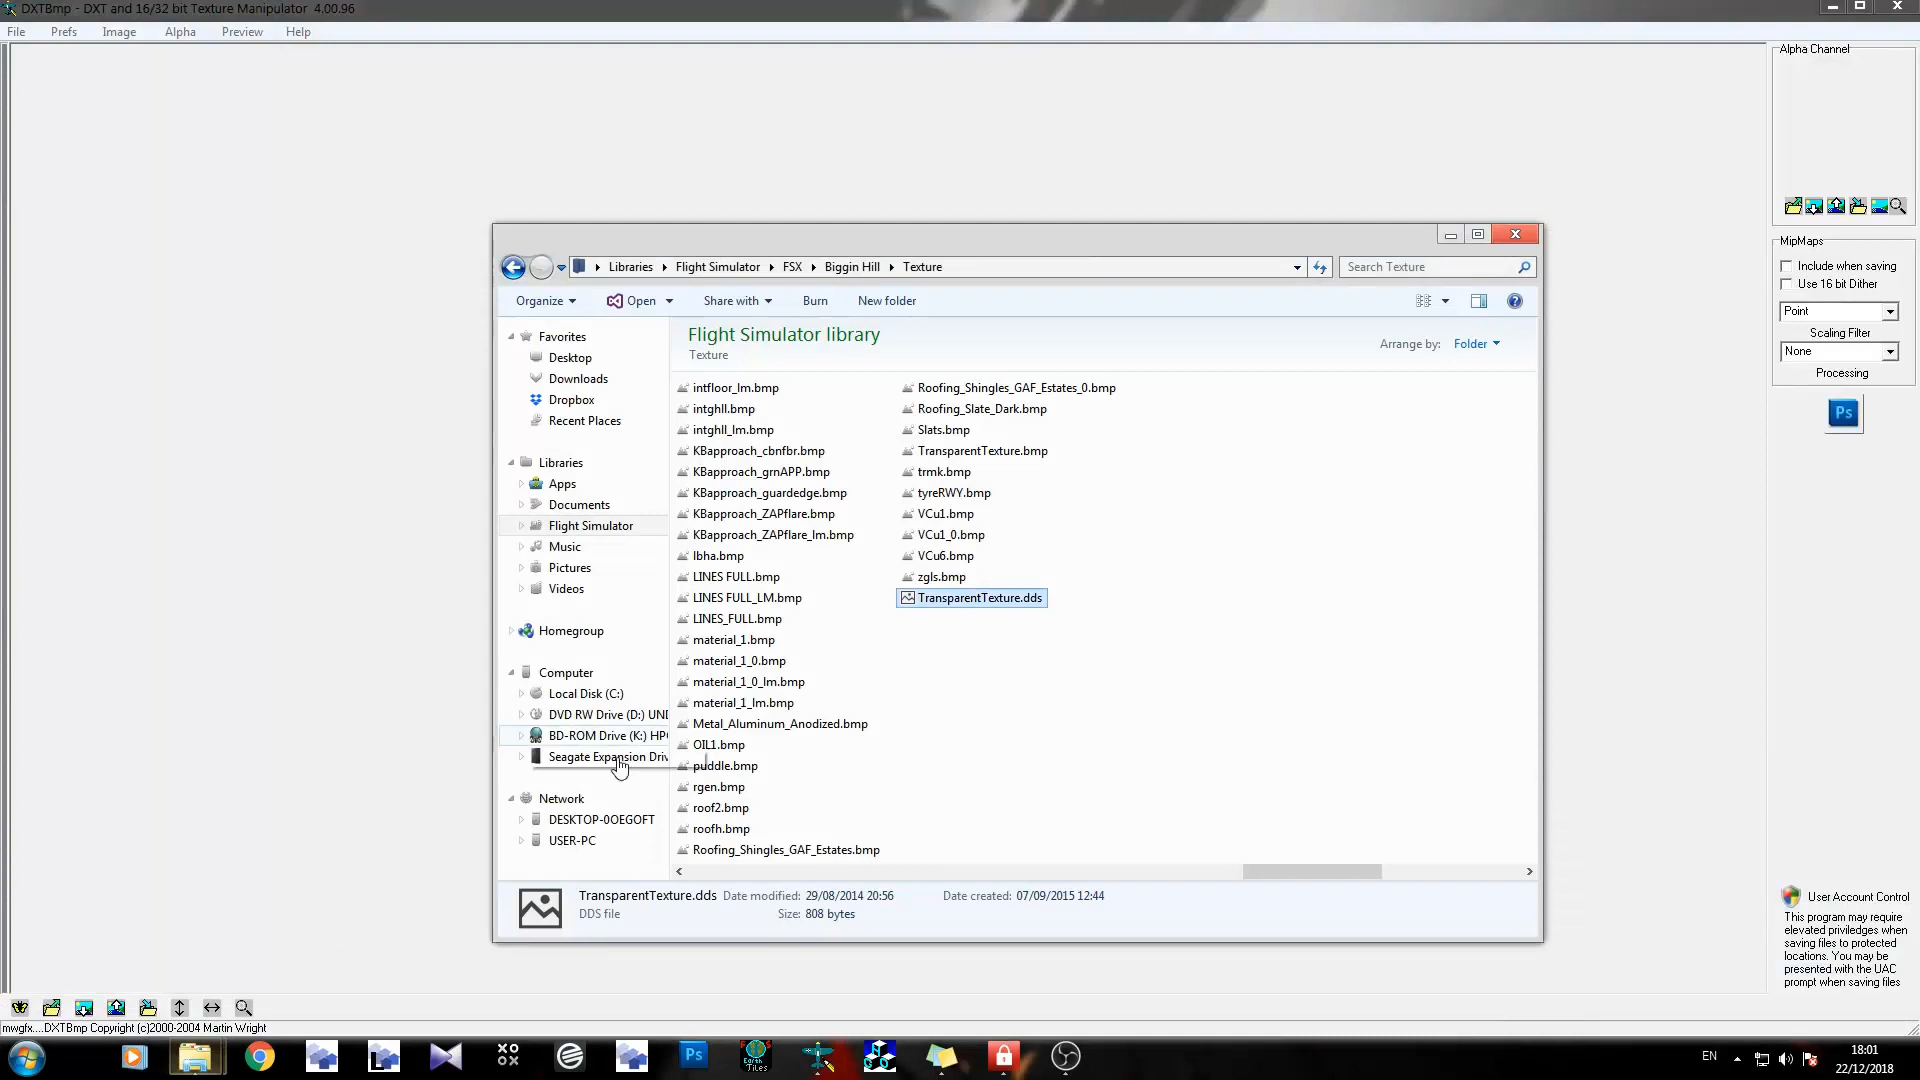 DXTBmp - DXT and 16/32 bit Texture Manipulator 4.00.96
File Prefs Image Alpha Preview Help
Alpha Channel
MipMaps
Include when saving
Use 16 bit Dither
Point
Scaling Filter
None
Processing
Ps
Libraries Flight Simulator FSX Biggin Hill Texture
Search Texture
Organize Open Share with Burn New folder
Favorites
Desktop
Downloads
Dropbox
Recent Places
Libraries
Apps
Documents
Flight Simulator
Music
Pictures
Videos
Homegroup
Computer
Local Disk (C:)
DVD RW Drive (D:) UND
BD-ROM Drive (K:) HP
Seagate Expansion Driv
Network
DESKTOP-0OEGOFT
USER-PC
Flight Simulator library
Texture
Arrange by: Folder
intfloor_lm.bmp
intghll.bmp
intghll_lm.bmp
KBapproach_cbnfbr.bmp
KBapproach_grnAPP.bmp
KBapproach_guardedge.bmp
KBapproach_ZAPflare.bmp
KBapproach_ZAPflare_lm.bmp
lbha.bmp
LINES FULL.bmp
LINES FULL_LM.bmp
LINES_FULL.bmp
material_1.bmp
material_1_0.bmp
material_1_0_lm.bmp
material_1_lm.bmp
Metal_Aluminum_Anodized.bmp
OIL1.bmp
puddle.bmp
rgen.bmp
roof2.bmp
roofh.bmp
Roofing_Shingles_GAF_Estates.bmp
Roofing_Shingles_GAF_Estates_0.bmp
Roofing_Slate_Dark.bmp
Slats.bmp
TransparentTexture.bmp
trmk.bmp
tyreRWY.bmp
VCu1.bmp
VCu1_0.bmp
VCu6.bmp
zgls.bmp
TransparentTexture.dds
TransparentTexture.dds Date modified: 29/08/2014 20:56 Date created: 07/09/2015 12:44
DDS file Size: 808 bytes
User Account Control
This program may require
elevated priviledges when
saving files to protected
locations. You may be
presented with the UAC
prompt when saving files
mwgfx....DXTBmp Copyright (c)2000-2004 Martin Wright
Ps
Earth
Tiles
EN
18:01
22/12/2018